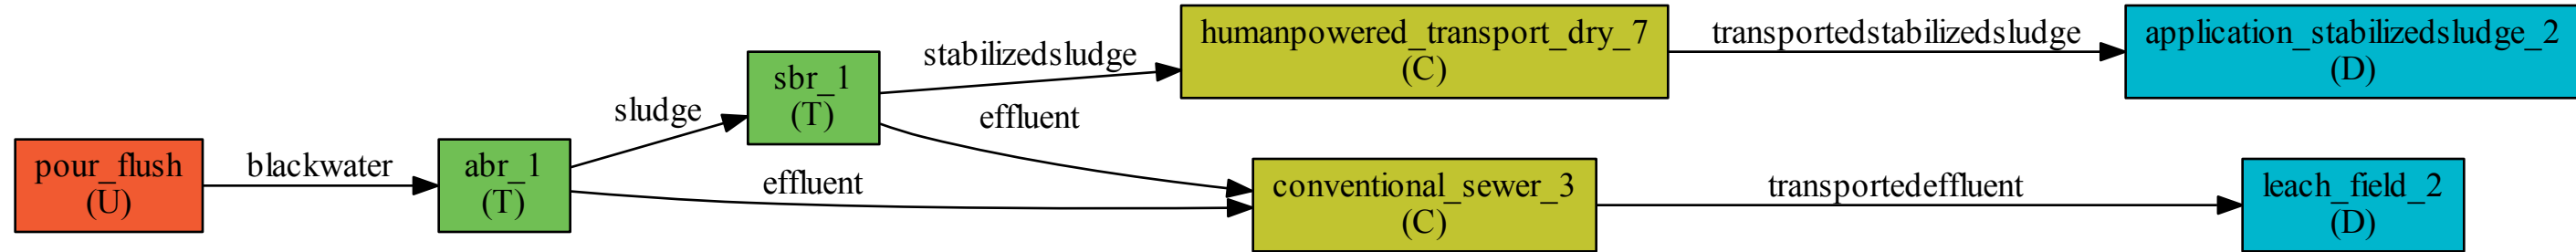 pour_flush
(U)
blackwater
abr_1
(T)
sludge
effluent
sbr_1
(T)
stabilizedsludge
effluent
humanpowered_transport_dry_7
(C)
conventional_sewer_3
(C)
transportedstabilizedsludge
transportedeffluent
application_stabilizedsludge_2
(D)
leach_field_2
(D)